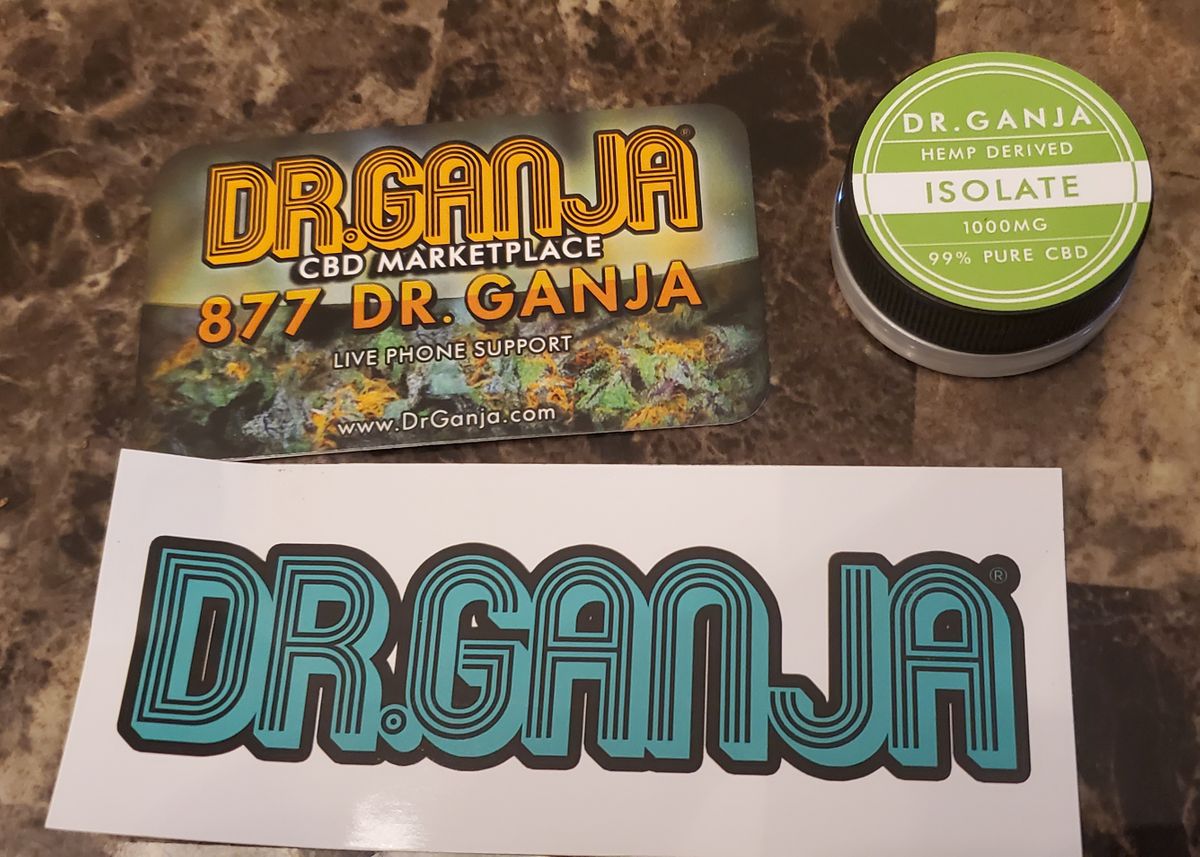 DR.GANJA®
CBD MARKETPLACE
877 DR. GANJA
LIVE PHONE SUPPORT
www.DrGanja.com
DR.GANJA
HEMP DERIVED
ISOLATE
1000MG
99% PURE CBD
DR.GANJA®